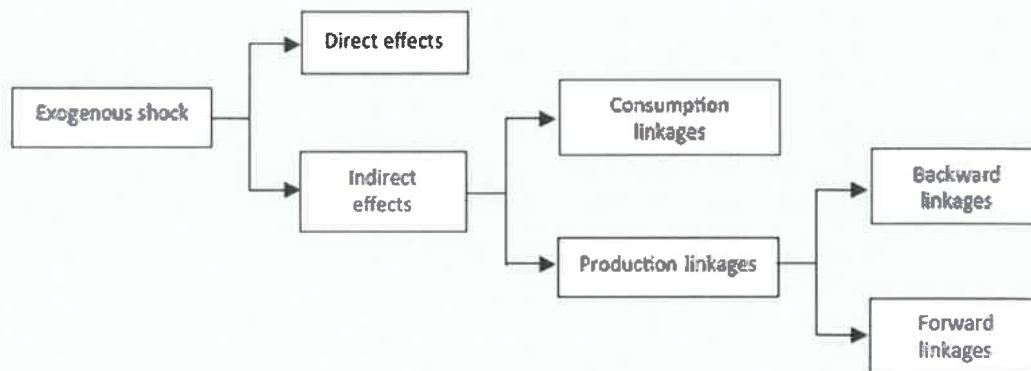 Direct effects
Exogenous shock
Indirect
effects
Consumption
linkages
Production linkages
Backward
linkages
Forward
linkages